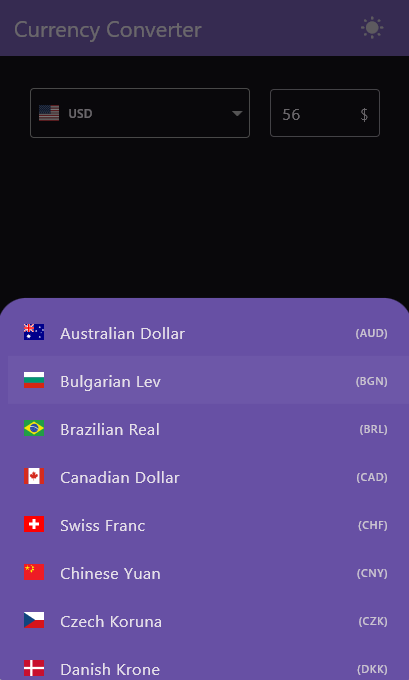 Currency Converter
USD
56 $
Australian Dollar (AUD)
Bulgarian Lev (BGN)
Brazilian Real (BRL)
Canadian Dollar (CAD)
Swiss Franc (CHF)
Chinese Yuan (CNY)
Czech Koruna (CZK)
Danish Krone (DKK)